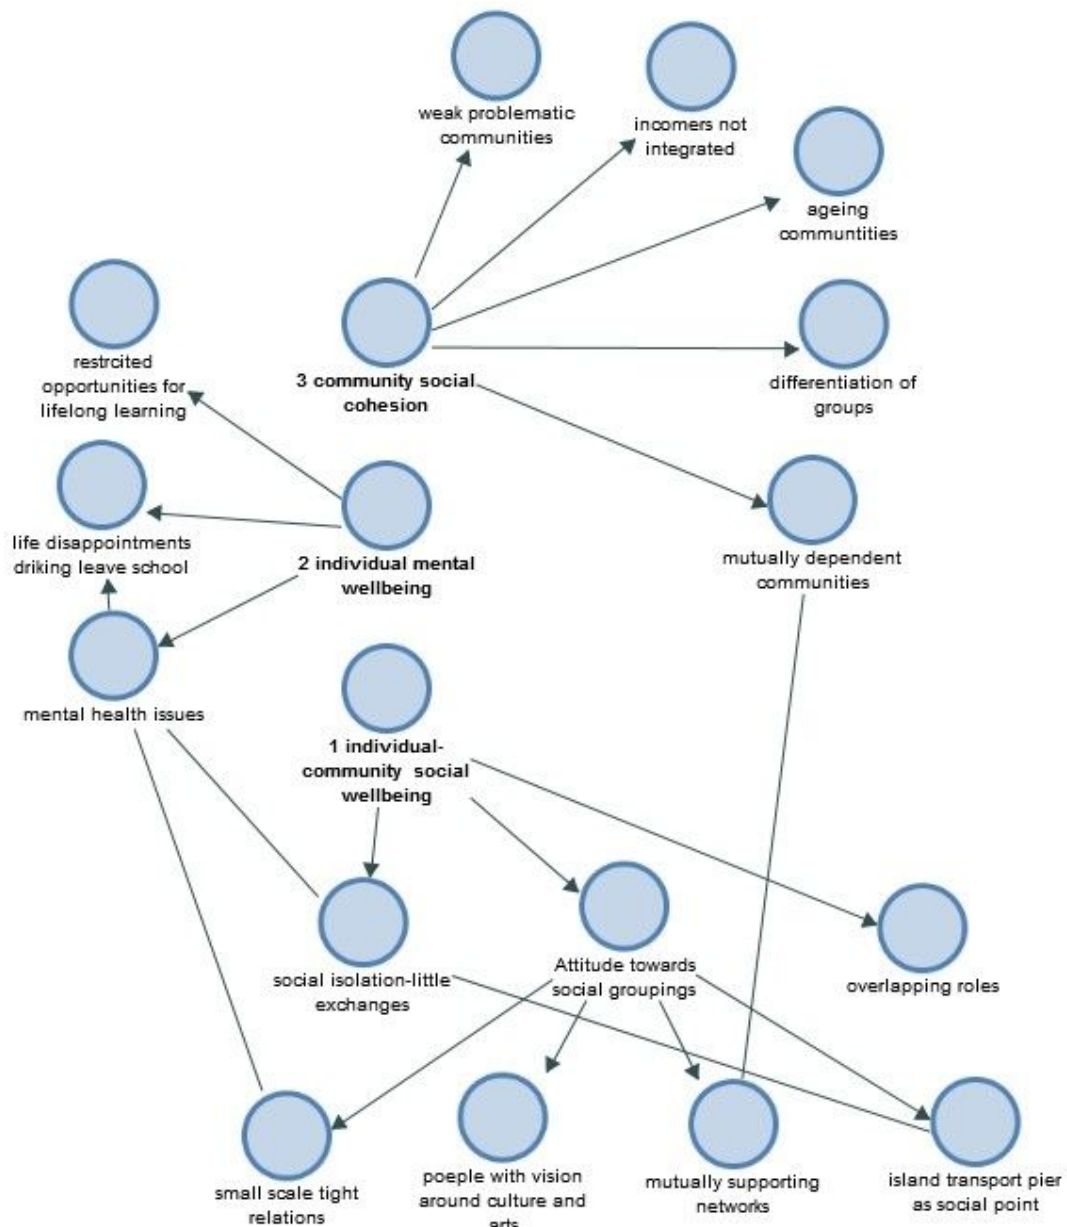 weak problematic
communities
incomers not
integrated
ageing
communtities
restrcited
opportunities for
lifelong learning
3 community social
cohesion
differentiation of
groups
life disappointments
driking leave school
2 individual mental
wellbeing
mutually dependent
communities
mental health issues
1 individual-
community social
wellbeing
social isolation-little
exchanges
Attitude towards
social groupings
overlapping roles
small scale tight
relations
poeple with vision
around culture and
arts
mutually supporting
networks
island transport pier
as social point